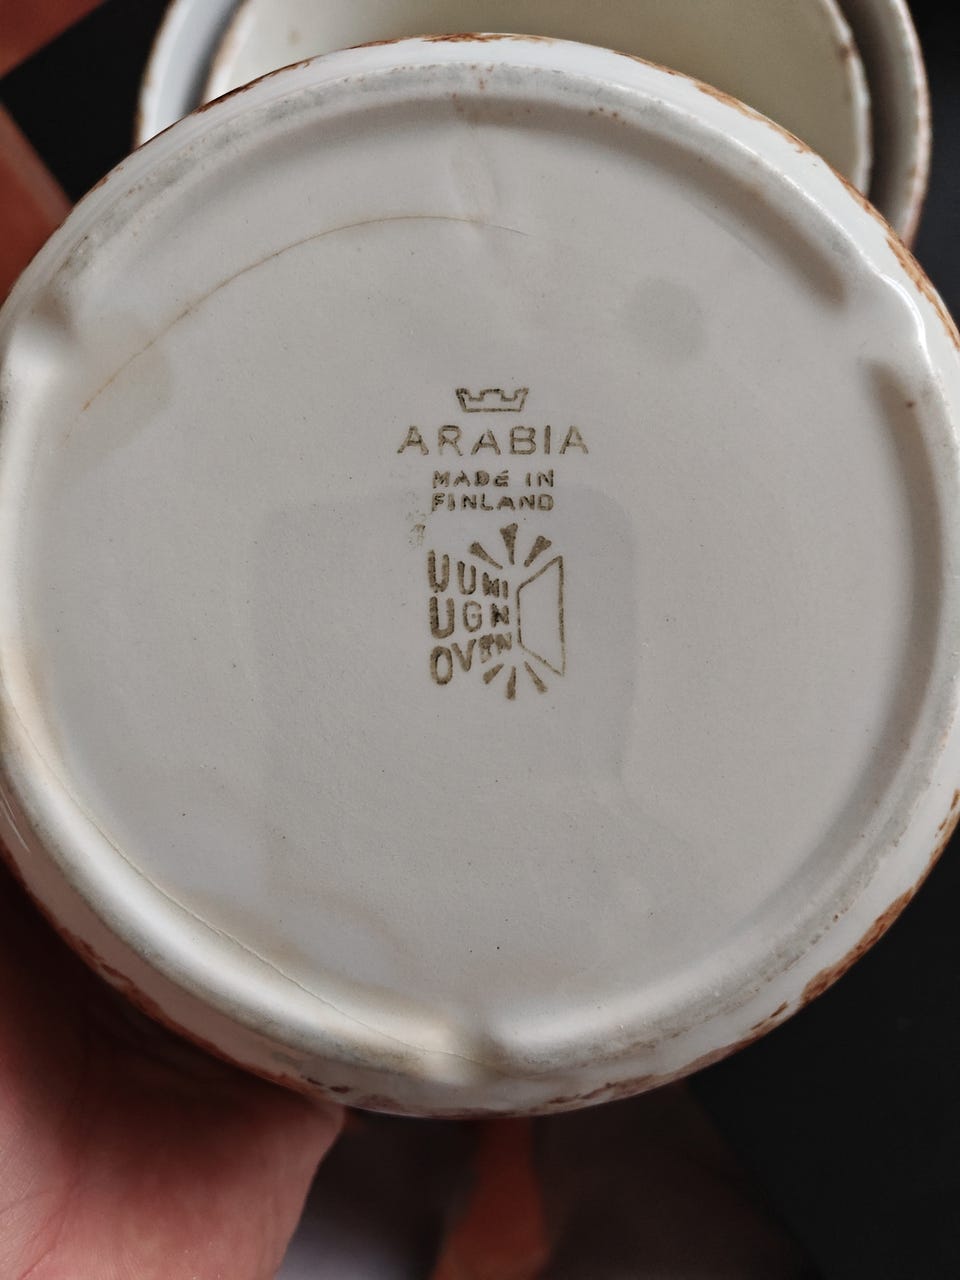 ARABIA
MADE IN
FINLAND
UUNI
UGN
OVEN